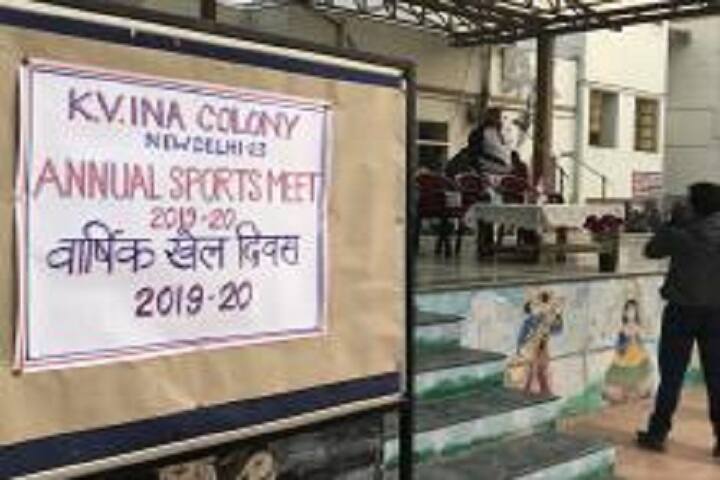 K.V.INA COLONY
NEW DELHI-23
ANNUAL SPORTS MEET
2019-20
वार्षिक खेल दिवस
2019-20